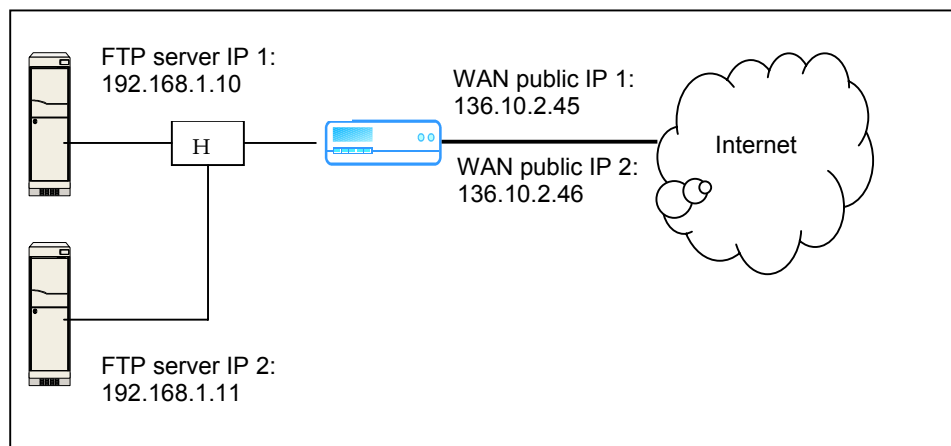 FTP server IP 1:
192.168.1.10
WAN public IP 1:
136.10.2.45
H
Internet
WAN public IP 2:
136.10.2.46
FTP server IP 2:
192.168.1.11